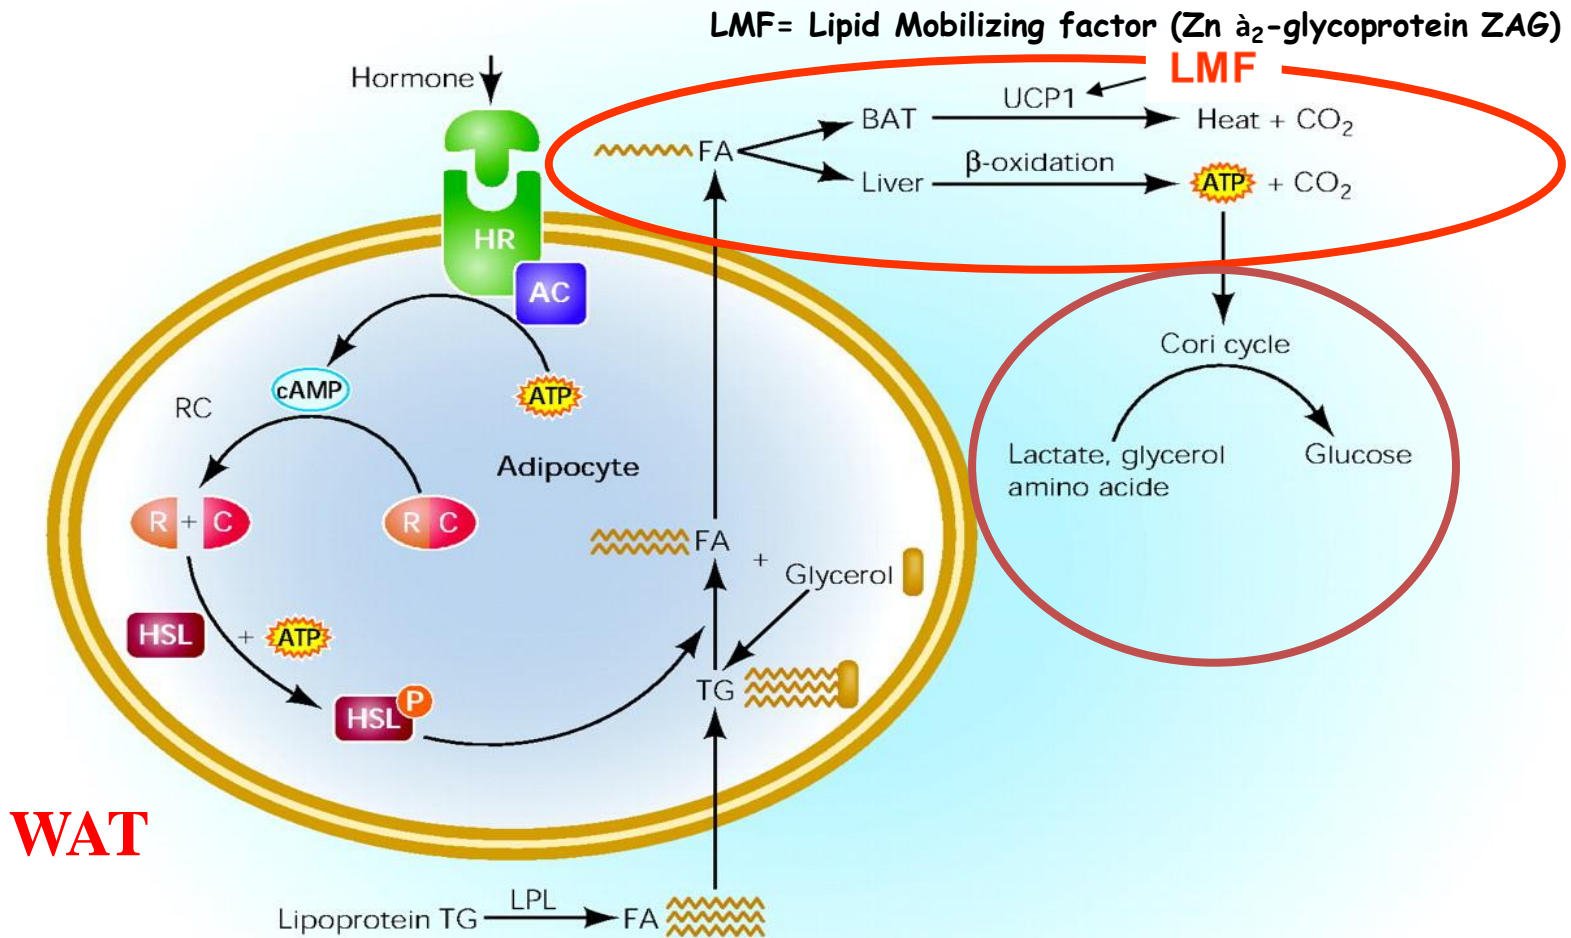 LMF= Lipid Mobilizing factor (Zn à₂-glycoprotein ZAG)
LMF
Hormone
UCP1
BAT
Heat + CO₂
FA
β-oxidation
Liver
ATP + CO₂
HR
AC
Cori cycle
cAMP
ATP
RC
Adipocyte
Lactate, glycerol
amino acide
Glucose
R + C
R C
FA
+
Glycerol
HSL + ATP
TG
HSL P
WAT
Lipoprotein TG LPL FA